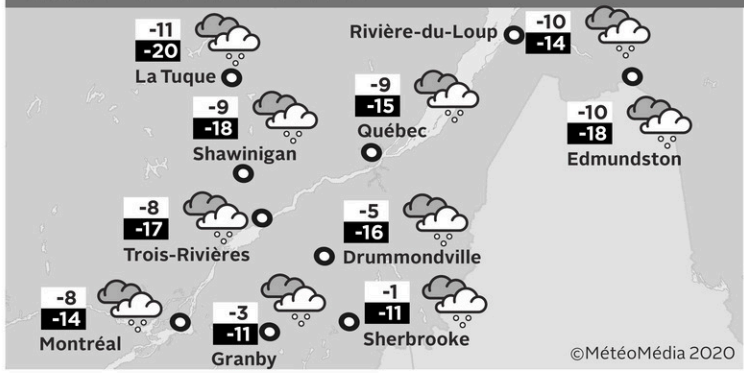 -11
-20
La Tuque
Rivière-du-Loup
-10
-14
-9
-15
Québec
-9
-18
Shawinigan
-10
-18
Edmundston
-8
-17
Trois-Rivières
-5
-16
Drummondville
-8
-14
Montréal
-3
-11
Granby
-1
-11
Sherbrooke
©MétéoMédia 2020